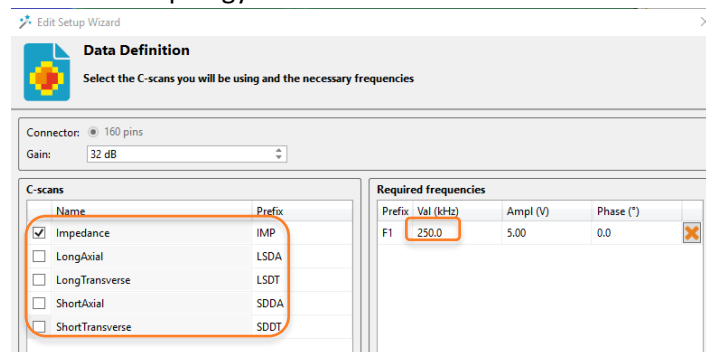 Edit Setup Wizard
Data Definition
Select the C-scans you will be using and the necessary frequencies
Connector: 160 pins
Gain: 32 dB
C-scans
Name Prefix
Impedance IMP
LongAxial LSDA
LongTransverse LSDT
ShortAxial SDDA
ShortTransverse SDDT
Required frequencies
Prefix Val (kHz) Ampl (V) Phase (°)
F1 250.0 5.00 0.0